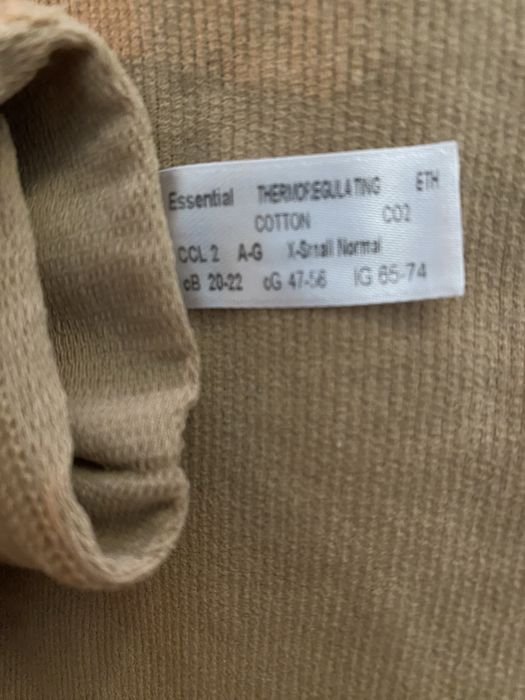 Essential THERMOREGULATING ETH
COTTON CO2
CCL 2 A-G X-Small Normal
cB 20-22 cG 47-56 lG 65-74